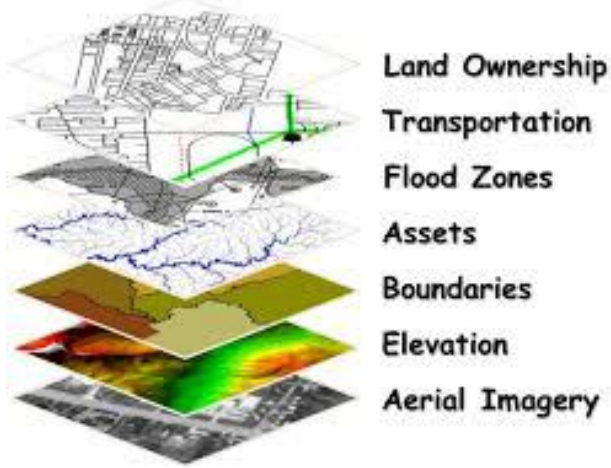 Land Ownership
Transportation
Flood Zones
Assets
Boundaries
Elevation
Aerial Imagery